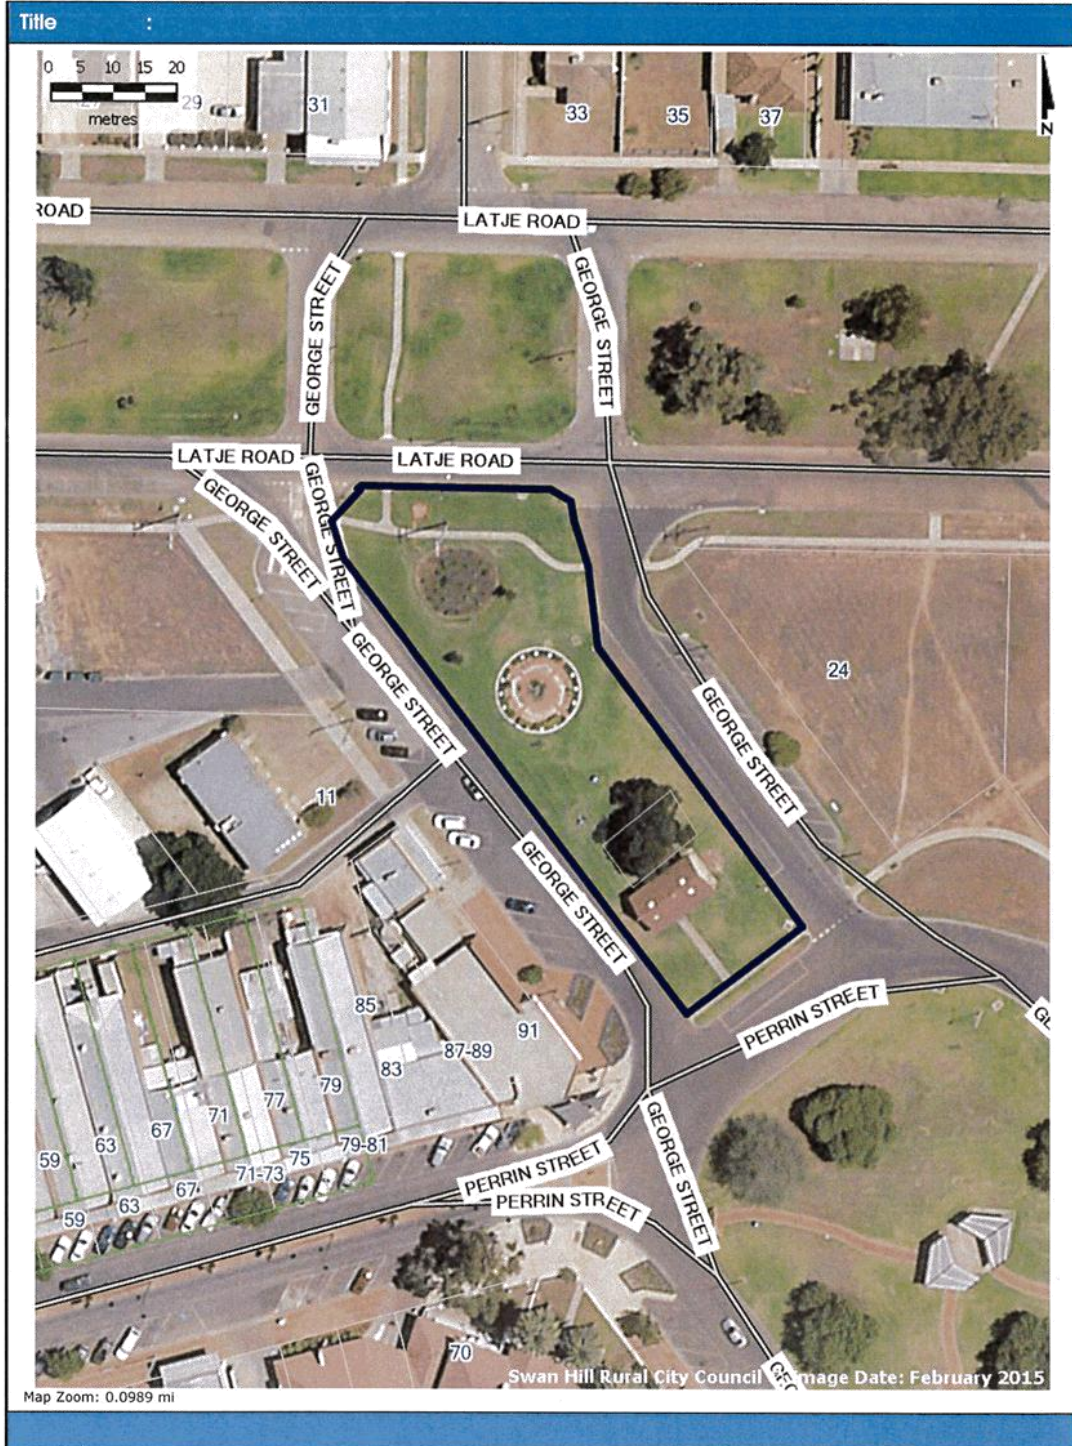 Title :
0 5 10 15 20
metres
27 29 31 33 35 37
N
ROAD
LATJE ROAD
GEORGE STREET
GEORGE STREET
LATJE ROAD
LATJE ROAD
GEORGE STREET
GEORGE STREET
GEORGE STREET
24
GEORGE STREET
11
GEORGE STREET
PERRIN STREET
85
91
87-89
83
79
77
71
67
63
59
79-81
75
71-73
67
63
59
GEORGE STREET
PERRIN STREET
PERRIN STREET
70
Swan Hill Rural City Council Image Date: February 2015
Map Zoom: 0.0989 mi